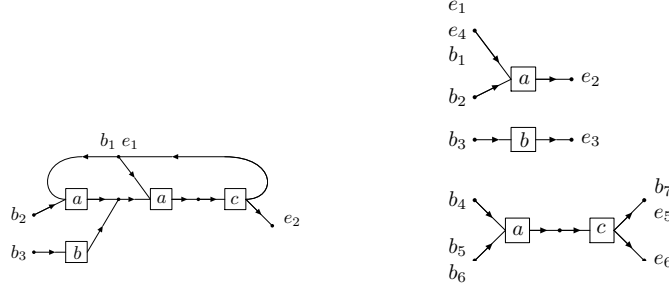 b₁ e₁
a
a
c
b₂
e₂
b₃
b
e₁
e₄
b₁
a
e₂
b₂
b₃
b
e₃
b₄
b₇
e₅
a
c
b₅
b₆
e₆